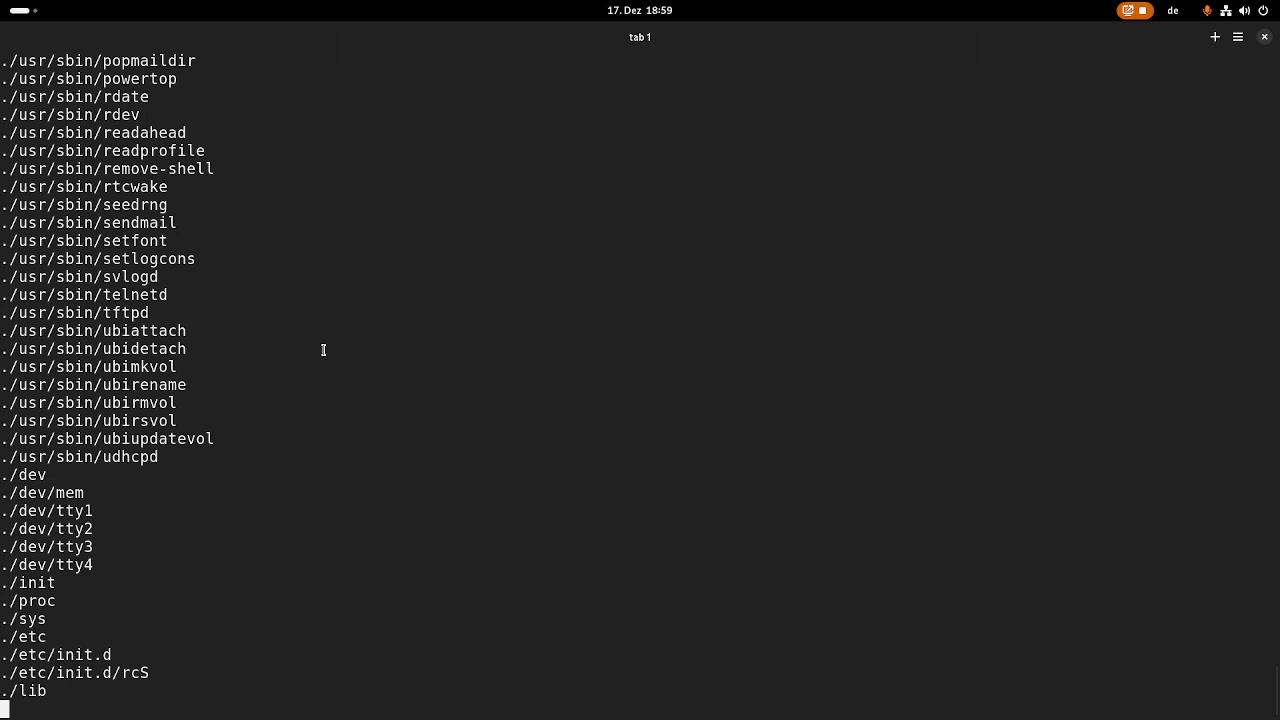 17. Dez 18:59
de
tab 1
./usr/sbin/popmaildir
./usr/sbin/powertop
./usr/sbin/rdate
./usr/sbin/rdev
./usr/sbin/readahead
./usr/sbin/readprofile
./usr/sbin/remove-shell
./usr/sbin/rtcwake
./usr/sbin/seedrng
./usr/sbin/sendmail
./usr/sbin/setfont
./usr/sbin/setlogcons
./usr/sbin/svlogd
./usr/sbin/telnetd
./usr/sbin/tftpd
./usr/sbin/ubiattach
./usr/sbin/ubidetach
./usr/sbin/ubimkvol
./usr/sbin/ubirename
./usr/sbin/ubirmvol
./usr/sbin/ubirsvol
./usr/sbin/ubiupdatevol
./usr/sbin/udhcpd
./dev
./dev/mem
./dev/tty1
./dev/tty2
./dev/tty3
./dev/tty4
./init
./proc
./sys
./etc
./etc/init.d
./etc/init.d/rcS
./lib